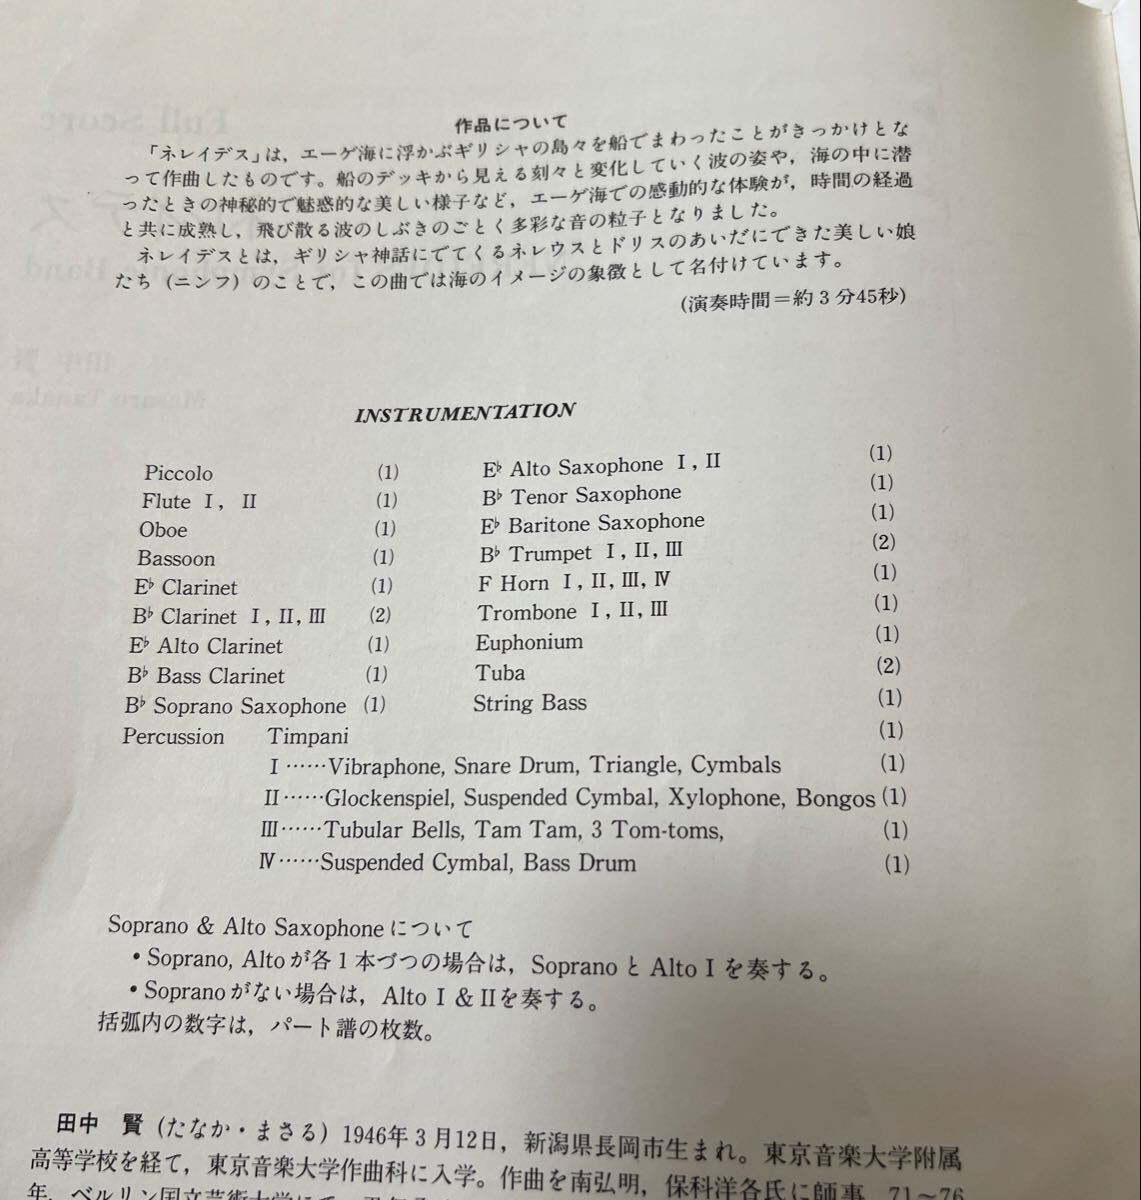 作品について
「ネレイデス」は，エーゲ海に浮かぶギリシャの島々を船でまわったことがきっかけとな
って作曲したものです。船のデッキから見える刻々と変化していく波の姿や，海の中に潜
ったときの神秘的で魅惑的な美しい様子など，エーゲ海での感動的な体験が，時間の経過
と共に成熟し，飛び散る波のしぶきのごとく多彩な音の粒子となりました。
ネレイデスとは，ギリシャ神話にでてくるネレウスとドリスのあいだにできた美しい娘
たち（ニンフ）のことで，この曲では海のイメージの象徴として名付けています。
(演奏時間＝約3分45秒)
INSTRUMENTATION
Piccolo (1)
Flute Ⅰ, Ⅱ (1)
Oboe (1)
Bassoon (1)
E♭ Clarinet (1)
B♭ Clarinet Ⅰ, Ⅱ, Ⅲ (2)
E♭ Alto Clarinet (1)
B♭ Bass Clarinet (1)
B♭ Soprano Saxophone (1)
E♭ Alto Saxophone Ⅰ, Ⅱ (1)
B♭ Tenor Saxophone (1)
E♭ Baritone Saxophone (1)
B♭ Trumpet Ⅰ, Ⅱ, Ⅲ (2)
F Horn Ⅰ, Ⅱ, Ⅲ, Ⅳ (1)
Trombone Ⅰ, Ⅱ, Ⅲ (1)
Euphonium (1)
Tuba (2)
String Bass (1)
Percussion Timpani (1)
Ⅰ……Vibraphone, Snare Drum, Triangle, Cymbals (1)
Ⅱ……Glockenspiel, Suspended Cymbal, Xylophone, Bongos (1)
Ⅲ……Tubular Bells, Tam Tam, 3 Tom-toms, (1)
Ⅳ……Suspended Cymbal, Bass Drum (1)
Soprano & Alto Saxophoneについて
・Soprano, Altoが各1本づつの場合は，SopranoとAltoⅠを奏する。
・Sopranoがない場合は，AltoⅠ&Ⅱを奏する。
括弧内の数字は，パート譜の枚数。
田中 賢（たなか・まさる）1946年3月12日，新潟県長岡市生まれ。東京音楽大学附属
高等学校を経て，東京音楽大学作曲科に入学。作曲を南弘明，保科洋各氏に師事。71～76
年，ベルリン国立芸術大学にて